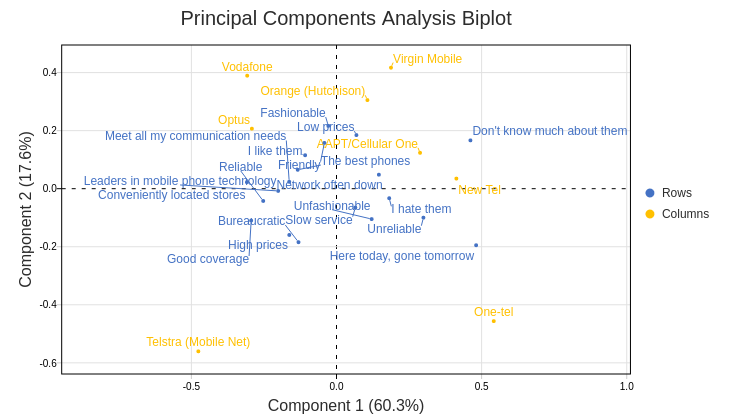 Principal Components Analysis Biplot
Component 2 (17.6%)
0.4
0.2
0.0
-0.2
-0.4
-0.6
Vodafone
Virgin Mobile
Orange (Hutchison)
Fashionable
Optus
Low prices
Don't know much about them
Meet all my communication needs
AAPT/Cellular One
I like them
The best phones
Reliable
Friendly
Leaders in mobile phone technology
Network often down
New Tel
Conveniently located stores
Unfashionable
I hate them
Bureaucratic
Slow service
Unreliable
High prices
Good coverage
Here today, gone tomorrow
One-tel
Telstra (Mobile Net)
-0.5
0.0
0.5
1.0
Component 1 (60.3%)
Rows
Columns